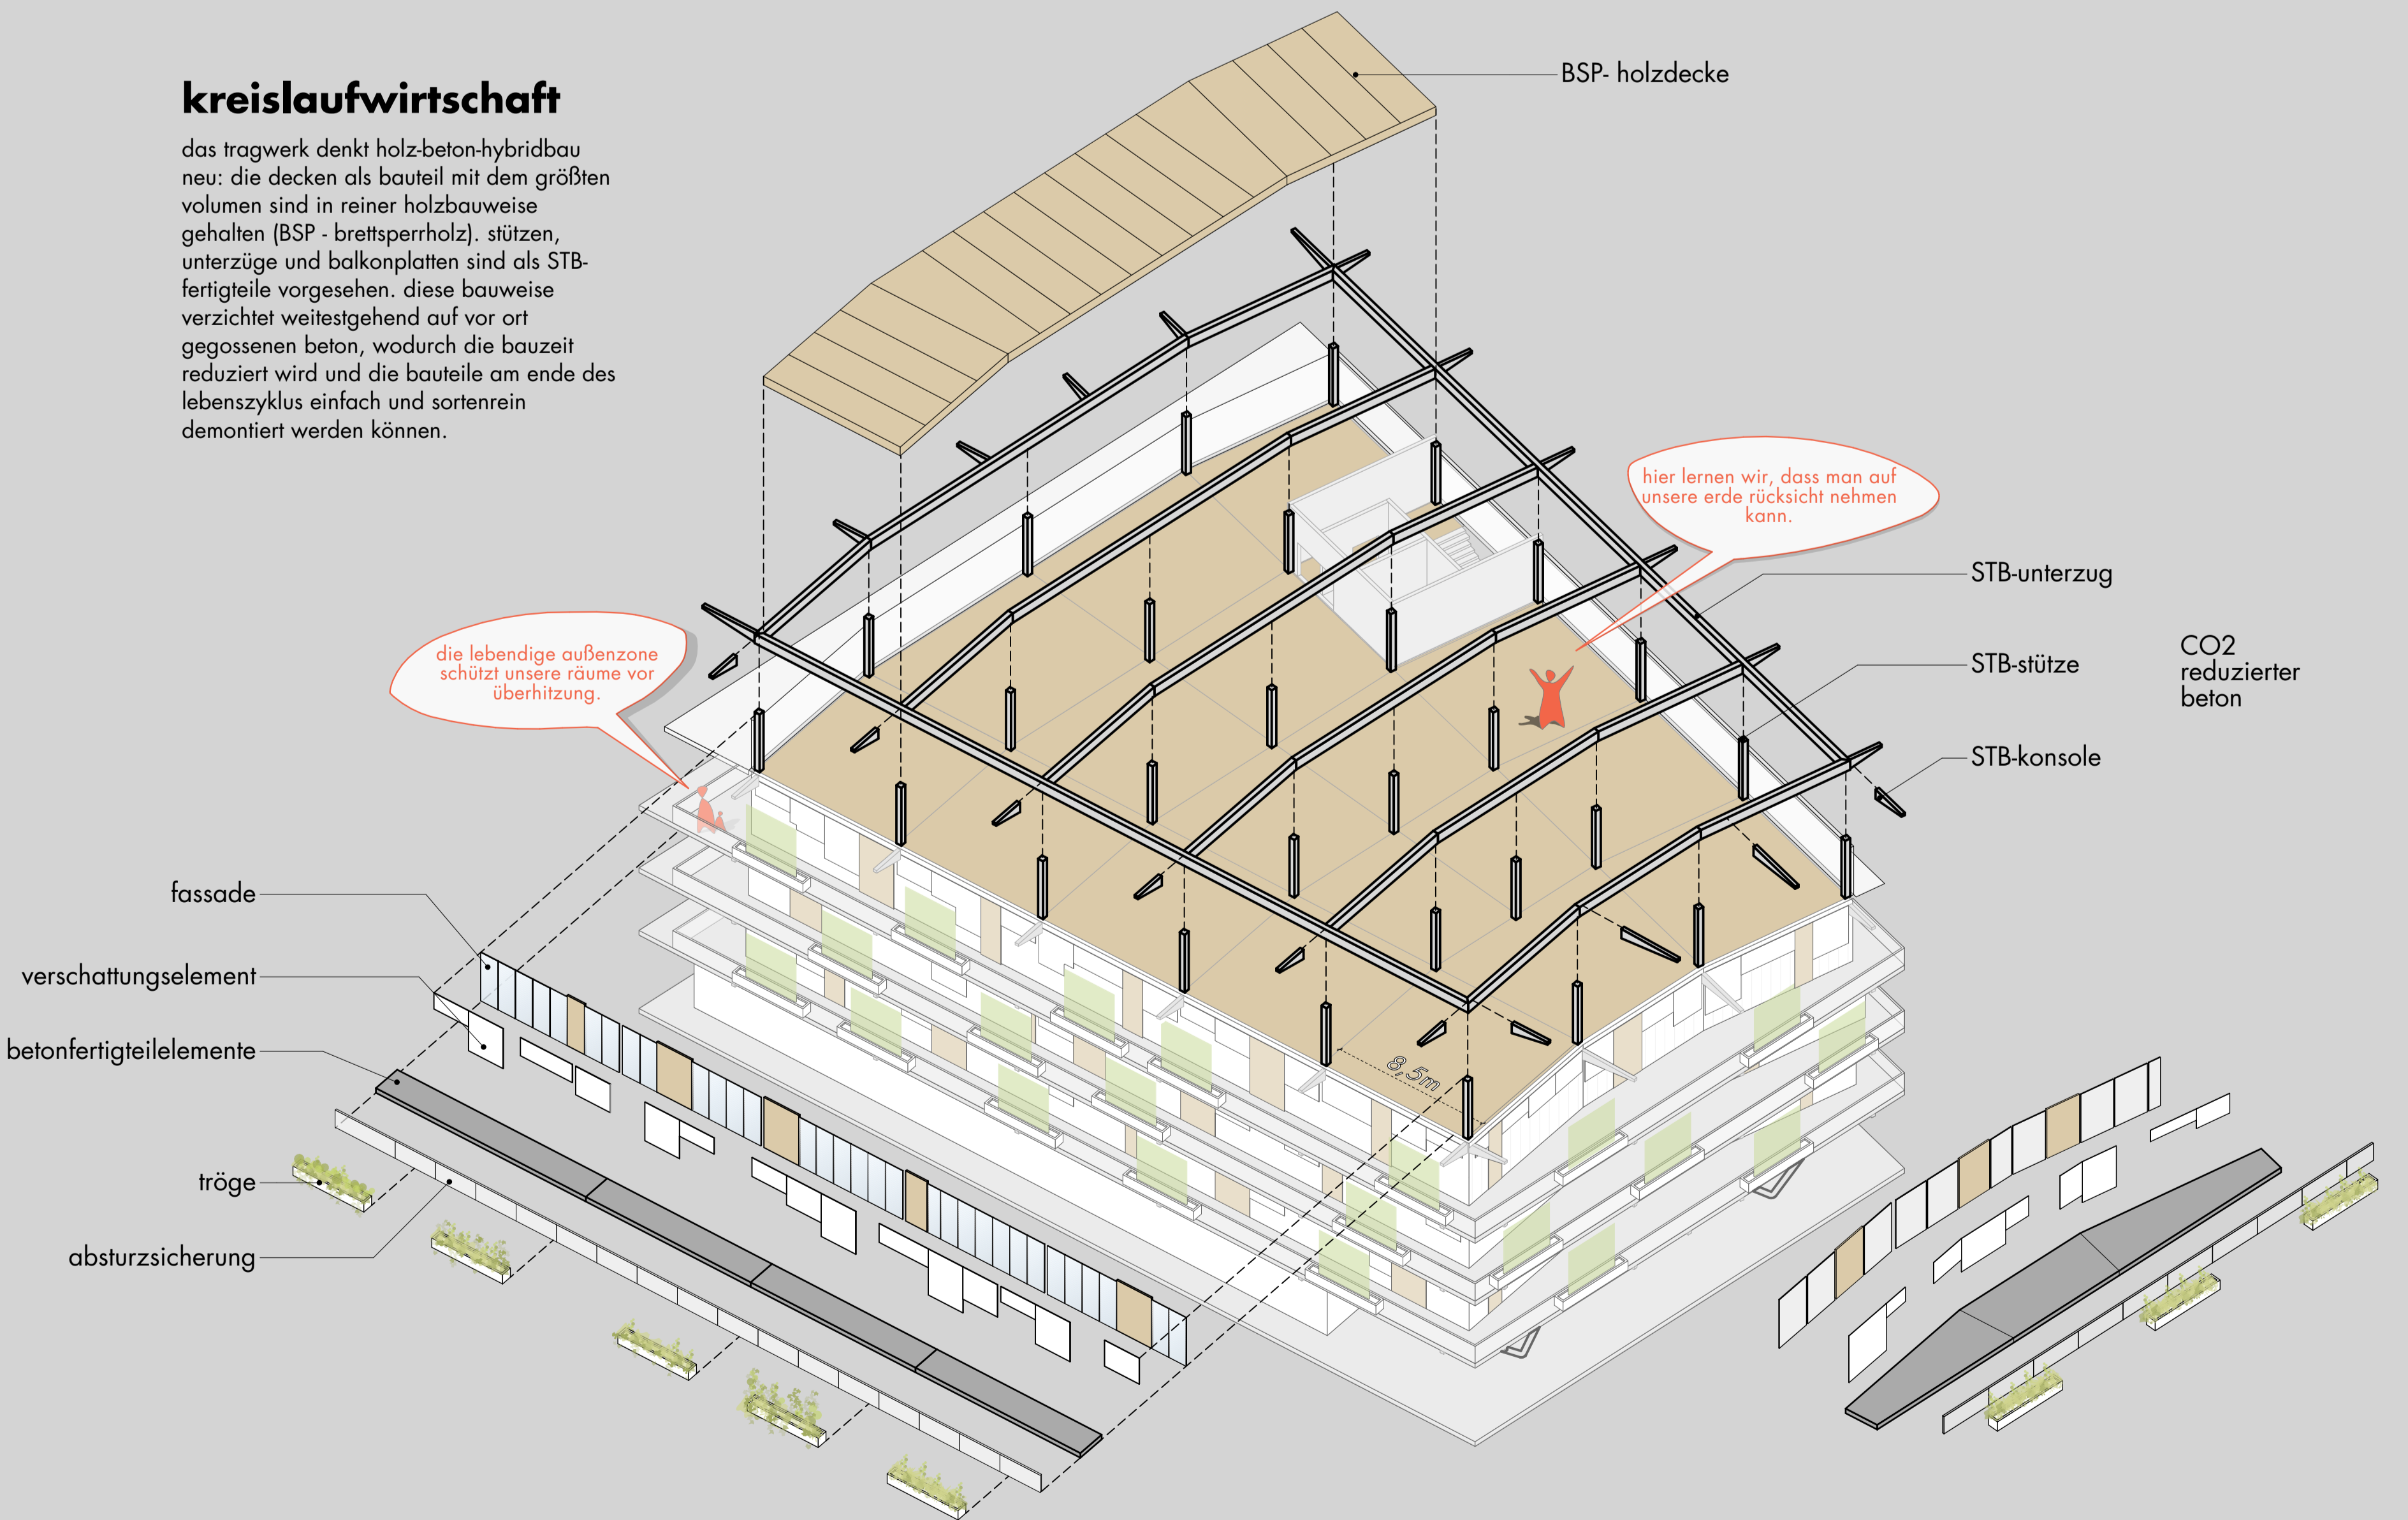 kreislaufwirtschaft
das tragwerk denkt holz-beton-hybridbau
neu: die decken als bauteil mit dem größten
volumen sind in reiner holzbauweise
gehalten (BSP - brettsperrholz). stützen,
unterzüge und balkonplatten sind als STB-
fertigteile vorgesehen. diese bauweise
verzichtet weitestgehend auf vor ort
gegossenen beton, wodurch die bauzeit
reduziert wird und die bauteile am ende des
lebenszyklus einfach und sortenrein
demontiert werden können.
BSP- holzdecke
hier lernen wir, dass man auf
unsere erde rücksicht nehmen
kann.
STB-unterzug
STB-stütze
STB-konsole
CO2
reduzierter
beton
die lebendige außenzone
schützt unsere räume vor
überhitzung.
fassade
verschattungselement
betonfertigteilelemente
tröge
absturzsicherung
8,5m